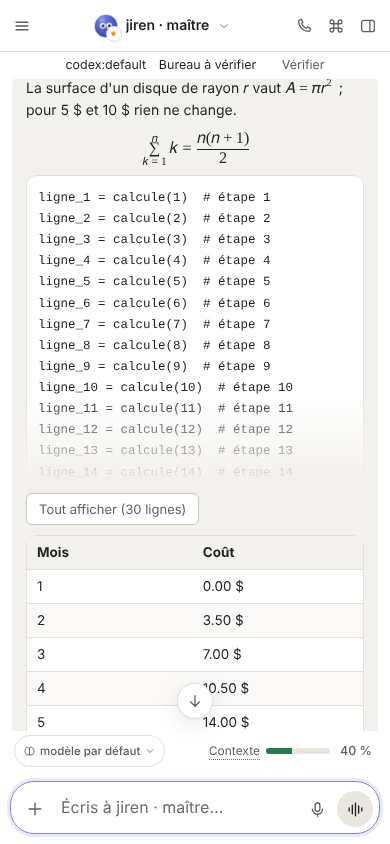 jiren · maître
codex:default Bureau à vérifier Vérifier
La surface d'un disque de rayon r vaut A = πr² ;
pour 5 $ et 10 $ rien ne change.
n
∑ k = n(n + 1)
k = 1 2
ligne_1 = calcule(1)  # étape 1
ligne_2 = calcule(2)  # étape 2
ligne_3 = calcule(3)  # étape 3
ligne_4 = calcule(4)  # étape 4
ligne_5 = calcule(5)  # étape 5
ligne_6 = calcule(6)  # étape 6
ligne_7 = calcule(7)  # étape 7
ligne_8 = calcule(8)  # étape 8
ligne_9 = calcule(9)  # étape 9
ligne_10 = calcule(10)  # étape 10
ligne_11 = calcule(11)  # étape 11
ligne_12 = calcule(12)  # étape 12
ligne_13 = calcule(13)  # étape 13
ligne_14 = calcule(14)  # étape 14
Tout afficher (30 lignes)
Mois Coût
1 0.00 $
2 3.50 $
3 7.00 $
4 10.50 $
5 14.00 $
modèle par défaut Contexte 40 %
Écris à jiren · maître...